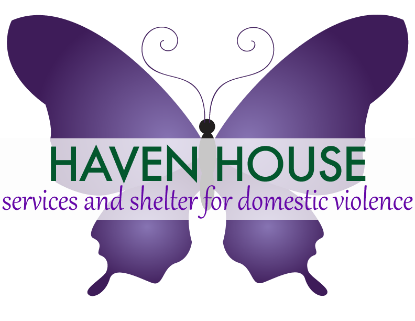 HAVEN HOUSE
services and shelter for domestic violence